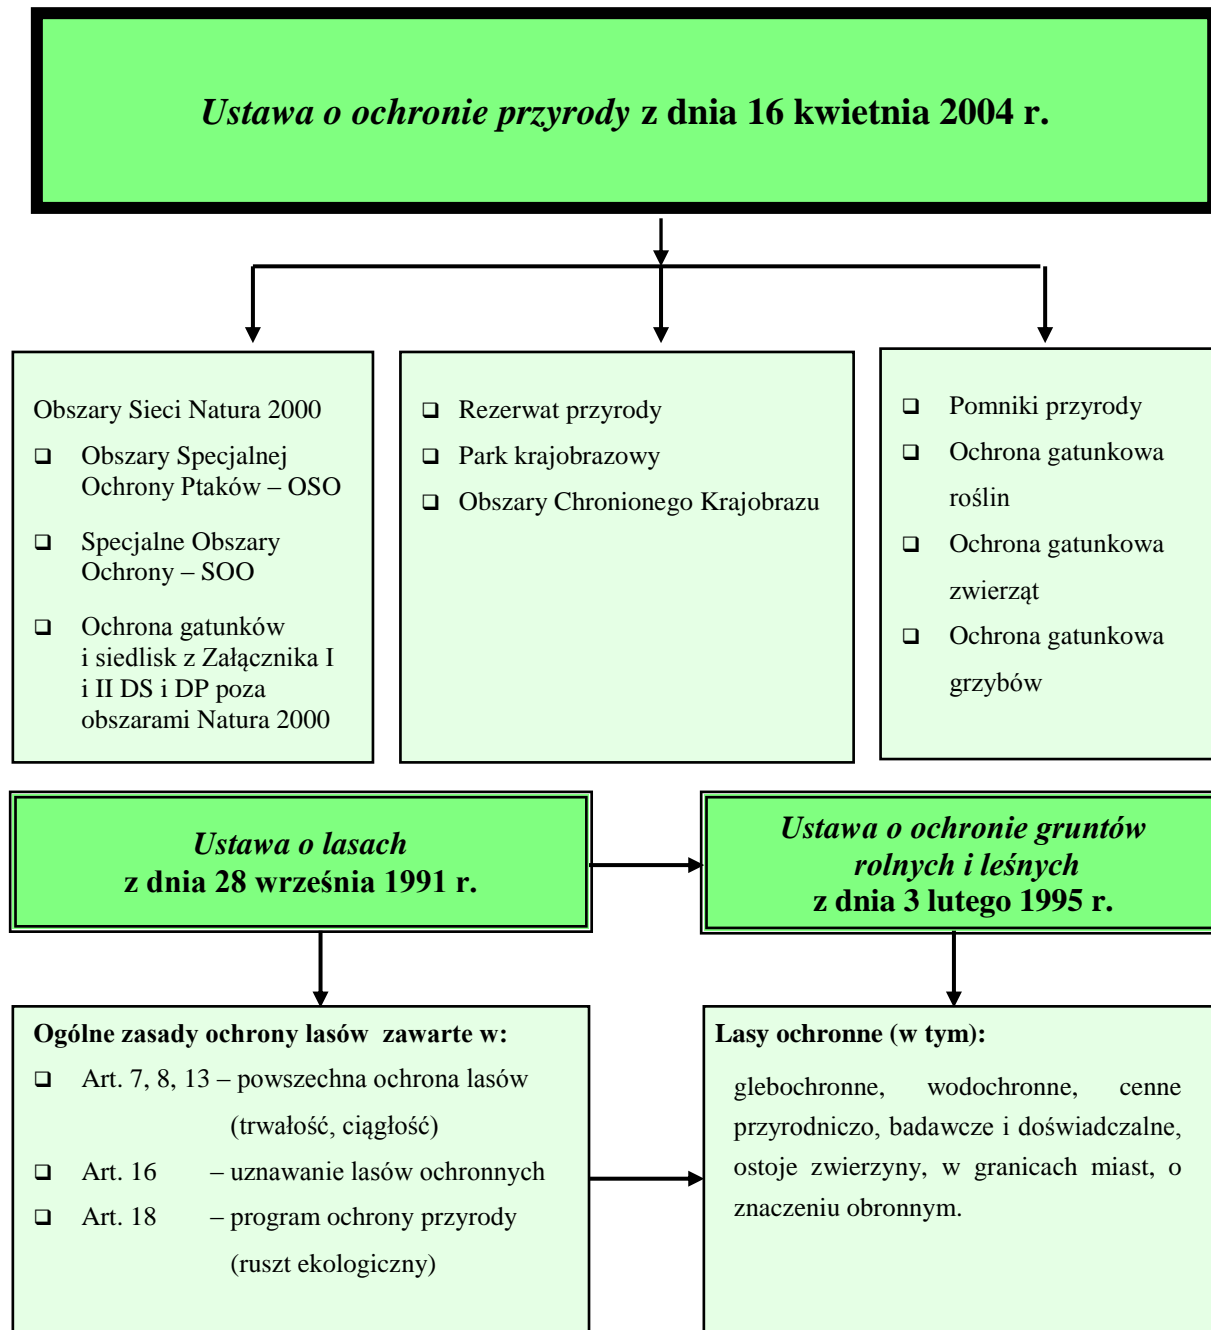 Ustawa o ochronie przyrody z dnia 16 kwietnia 2004 r.
Obszary Sieci Natura 2000
❑ Obszary Specjalnej
Ochrony Ptaków – OSO
❑ Specjalne Obszary
Ochrony – SOO
❑ Ochrona gatunków
i siedlisk z Załącznika I
i II DS i DP poza
obszarami Natura 2000
❑ Rezerwat przyrody
❑ Park krajobrazowy
❑ Obszary Chronionego Krajobrazu
❑ Pomniki przyrody
❑ Ochrona gatunkowa
roślin
❑ Ochrona gatunkowa
zwierząt
❑ Ochrona gatunkowa
grzybów
Ustawa o lasach
z dnia 28 września 1991 r.
Ustawa o ochronie gruntów
rolnych i leśnych
z dnia 3 lutego 1995 r.
Ogólne zasady ochrony lasów zawarte w:
❑ Art. 7, 8, 13 – powszechna ochrona lasów
(trwałość, ciągłość)
❑ Art. 16 – uznawanie lasów ochronnych
❑ Art. 18 – program ochrony przyrody
(ruszt ekologiczny)
Lasy ochronne (w tym):
glebochronne, wodochronne, cenne
przyrodniczo, badawcze i doświadczalne,
ostoje zwierzyny, w granicach miast, o
znaczeniu obronnym.